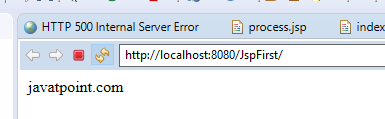 HTTP 500 Internal Server Error process.jsp index
http://localhost:8080/JspFirst/
javatpoint.com